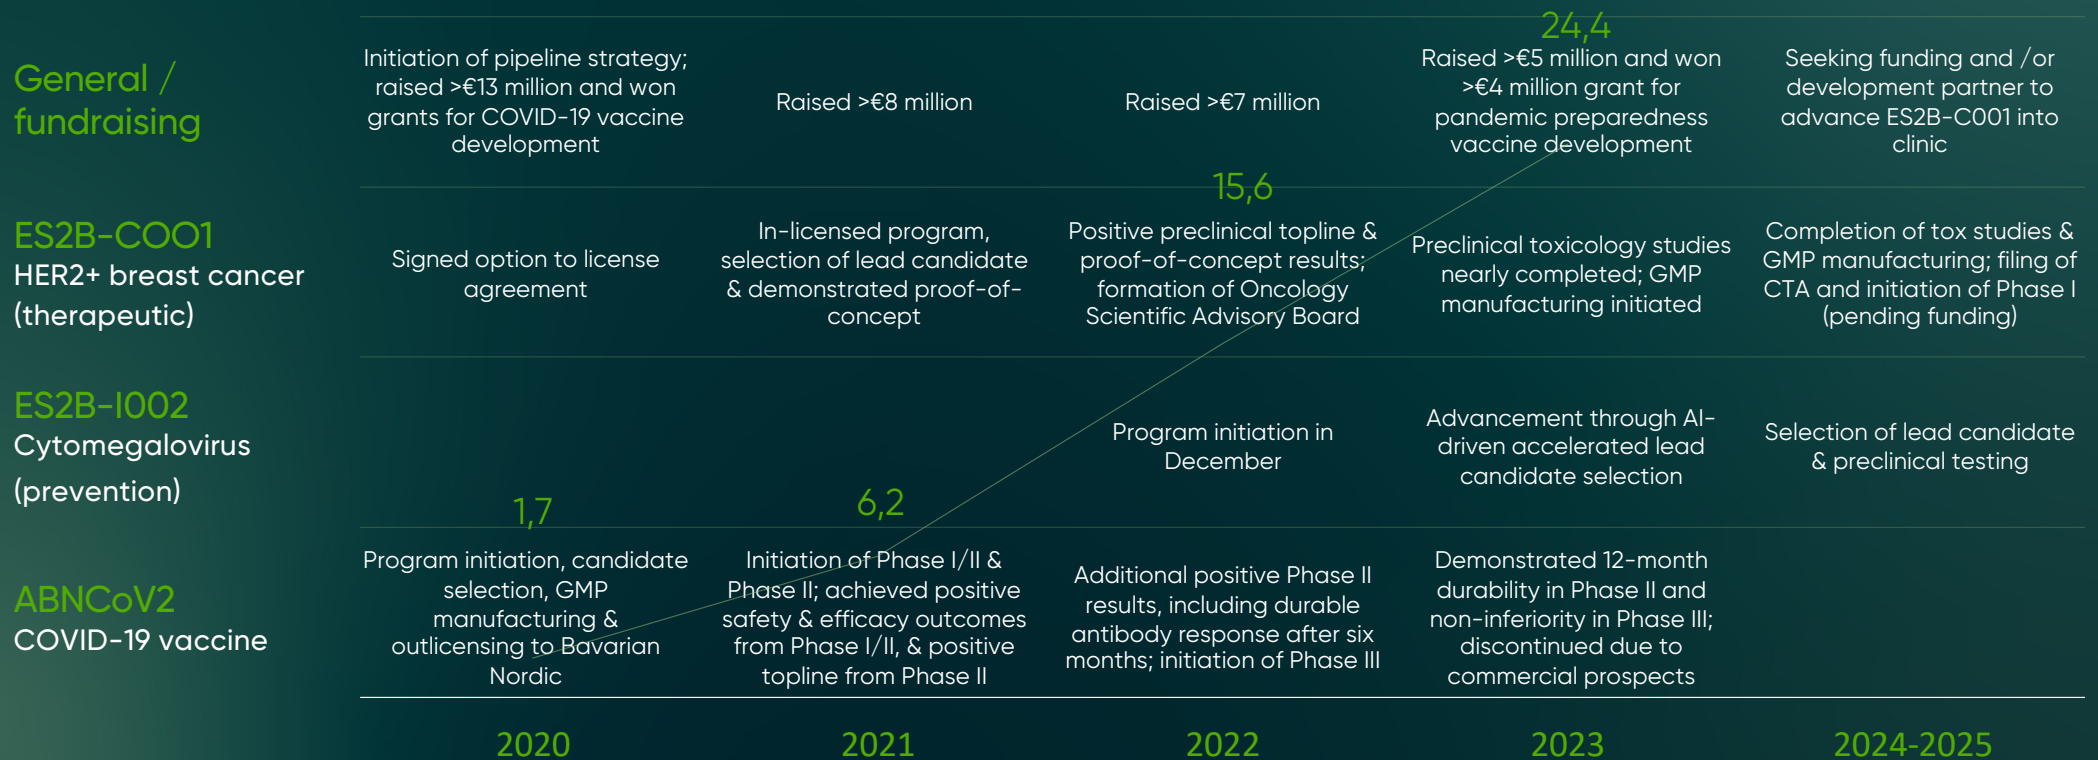 24,4
General /
fundraising
Initiation of pipeline strategy;
raised >€13 million and won
grants for COVID-19 vaccine
development
Raised >€8 million
Raised >€7 million
Raised >€5 million and won
>€4 million grant for
pandemic preparedness
vaccine development
Seeking funding and /or
development partner to
advance ES2B-C001 into
clinic
15,6
ES2B-COO1
HER2+ breast cancer
(therapeutic)
Signed option to license
agreement
In-licensed program,
selection of lead candidate
& demonstrated proof-of-
concept
Positive preclinical topline &
proof-of-concept results;
formation of Oncology
Scientific Advisory Board
Preclinical toxicology studies
nearly completed; GMP
manufacturing initiated
Completion of tox studies &
GMP manufacturing; filing of
CTA and initiation of Phase I
(pending funding)
ES2B-I002
Cytomegalovirus
(prevention)
Program initiation in
December
Advancement through AI-
driven accelerated lead
candidate selection
Selection of lead candidate
& preclinical testing
1,7
6,2
ABNCoV2
COVID-19 vaccine
Program initiation, candidate
selection, GMP
manufacturing &
outlicensing to Bavarian
Nordic
Initiation of Phase I/II &
Phase II; achieved positive
safety & efficacy outcomes
from Phase I/II, & positive
topline from Phase II
Additional positive Phase II
results, including durable
antibody response after six
months; initiation of Phase III
Demonstrated 12-month
durability in Phase II and
non-inferiority in Phase III;
discontinued due to
commercial prospects
2020
2021
2022
2023
2024-2025